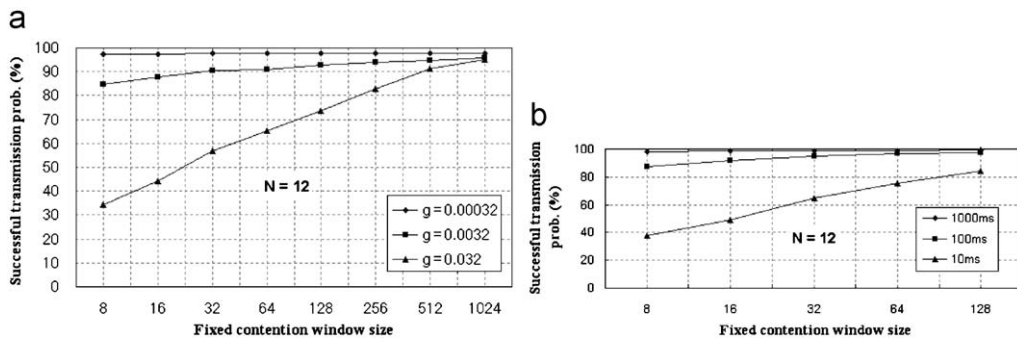 a
Successful transmission prob. (%)
100
90
80
70
60
50
40
30
20
10
0
N = 12
g=0.00032
g=0.0032
g=0.032
8 16 32 64 128 256 512 1024
Fixed contention window size
b
Successful transmission
prob. (%)
100
80
60
40
20
0
N = 12
1000ms
100ms
10ms
8 16 32 64 128
Fixed contention window size